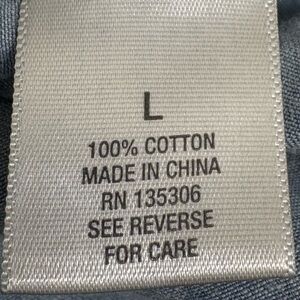 L
100% COTTON
MADE IN CHINA
RN 135306
SEE REVERSE
FOR CARE